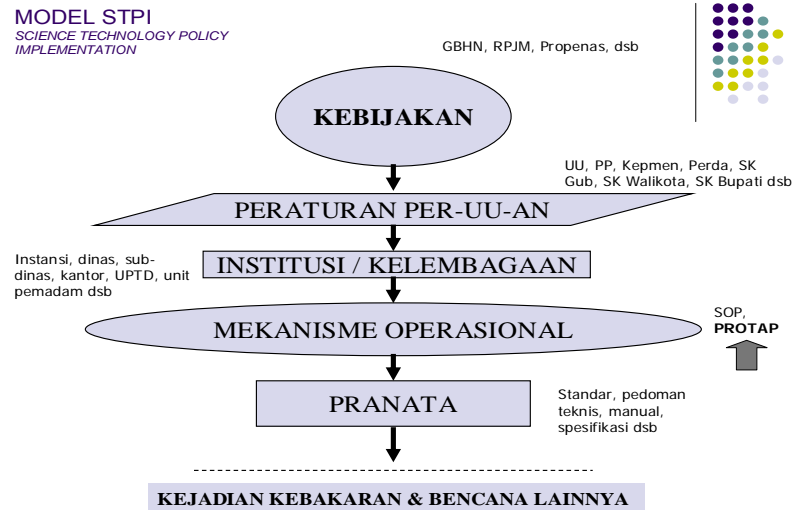 MODEL STPI
SCIENCE TECHNOLOGY POLICY
IMPLEMENTATION
GBHN, RPJM, Propenas, dsb
KEBIJAKAN
UU, PP, Kepmen, Perda, SK
Gub, SK Walikota, SK Bupati dsb
PERATURAN PER-UU-AN
Instansi, dinas, sub-
dinas, kantor, UPTD, unit
pemadam dsb
INSTITUSI / KELEMBAGAAN
MEKANISME OPERASIONAL
SOP,
PROTAP
PRANATA
Standar, pedoman
teknis, manual,
spesifikasi dsb
KEJADIAN KEBAKARAN & BENCANA LAINNYA